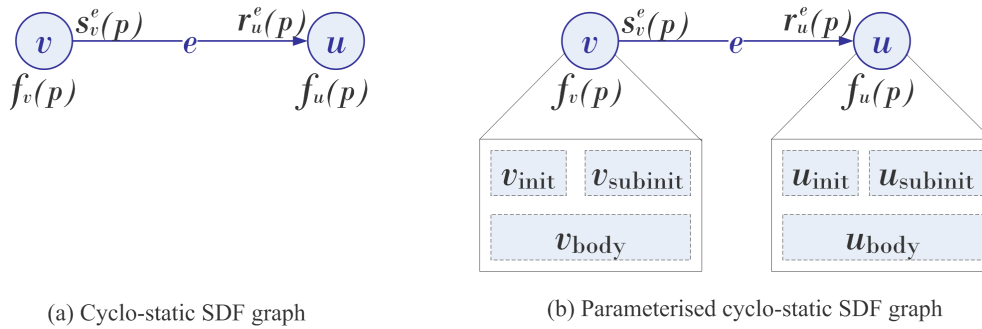 s_v^e(p) r_u^e(p)
v e u
f_v(p) f_u(p)
(a) Cyclo-static SDF graph
s_v^e(p) r_u^e(p)
v e u
f_v(p) f_u(p)
v_init v_subinit
v_body
u_init u_subinit
u_body
(b) Parameterised cyclo-static SDF graph